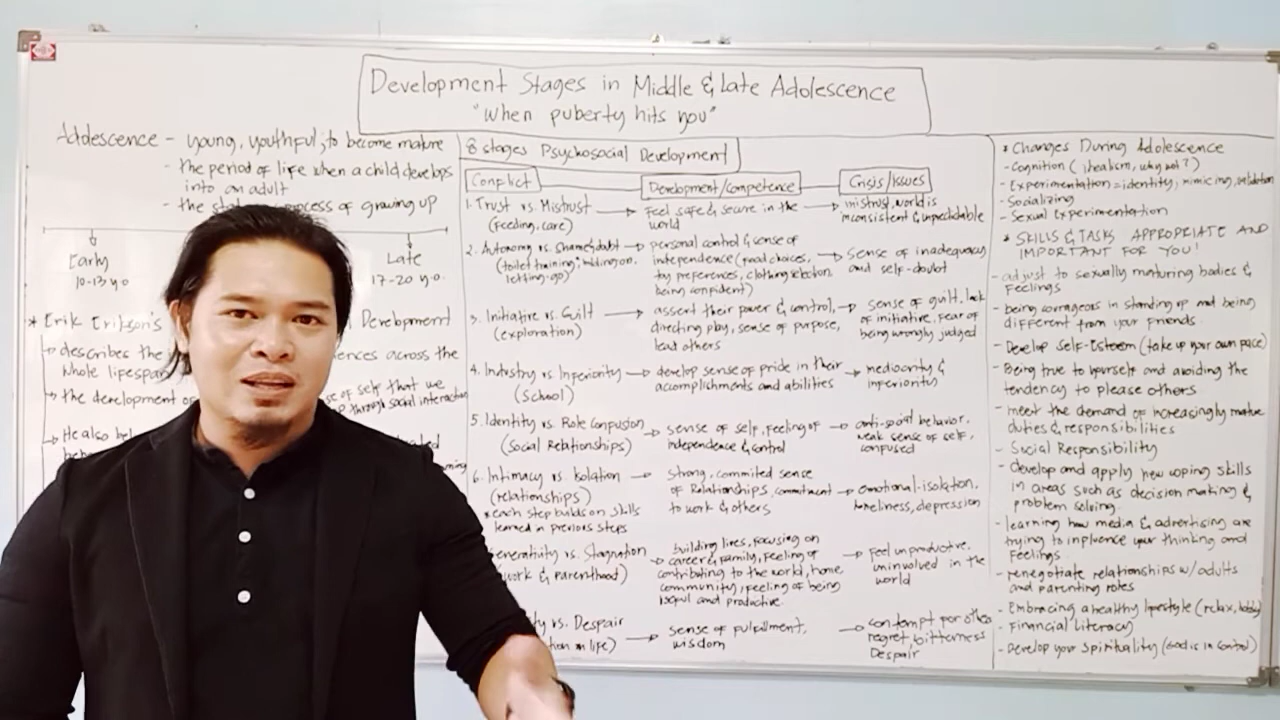 Development Stages in Middle & Late Adolescence
"When puberty hits you"
Adolescence - young, youthful, to become mature
- the period of life when a child develops
into an adult
- the process of growing up
Early
10-13 y.o
Late
17-20 y.o.
* Erik Erikson's Development
describes the ences across the
whole lifespan
the development of se of self that we
through social interaction
He also
8 stages Psychosocial Development
Conflict
Development/competence
Crisis/Issues
1. Trust vs. Mistrust
(Feeding, care)
Feel safe & secure in the
world
mistrust, world is
inconsistent & unpredictable
2. Autonomy vs. Shame & doubt
(toilet training, holding on,
letting-go)
personal control & sense of
independence (food choices,
toy preferences, clothing selection
being confident)
Sense of inadequacy
and self-doubt
3. Initiative vs. Guilt
(exploration)
assert their power & control,
directing play, sense of purpose,
lead others
sense of guilt, lack
of initiative, fear of
being wrongly judged
4. Industry vs. Inferiority
(School)
develop sense of pride in their
accomplishments and abilities
mediocrity &
inferiority
5. Identity vs. Role Confusion
(Social Relationships)
sense of self, feeling of
independence & control
anti-social behavior,
weak sense of self,
confused
6. Intimacy vs. Isolation
(relationships)
* each step builds on skills
learned in previous steps
Strong, commited sense
of Relationships, commitment
to work & others
emotional-isolation,
loneliness, depression
enerativity vs. Stagnation
work & parenthood)
building lives, focusing on
career & family, feeling of
contributing to the world, home
community, feeling of being
useful and productive.
feel unproductive,
uninvolved in the
world
ty vs. Despair
tion on life)
sense of fulfillment,
wisdom
contempt for other
regret, bitterness
Despair
* Changes During Adolescence
- Cognition (idealism, why not?)
- Experimentation = identity, mimicing, validation
- Socializing
- Sexual Experimentation
* SKILLS & TASKS APPROPRIATE AND
IMPORTANT FOR YOU!
- adjust to sexually maturing bodies &
feelings
- being courageous in standing up and being
different from your friends.
- Develop self-Esteem (take up your own pace)
- Being true to yourself and avoiding the
tendency to please others
- meet the demand of increasingly mature
duties & responsibilities
- Social Responsibility
- develop and apply new coping skills
in areas such as decision making &
problem solving.
- learning how media & advertising are
trying to influence your thinking and
feelings
- renegotiate relationships w/ adults
and parenting roles
- Embracing a healthy lifestyle (relax, hobby)
- Financial literacy
- Develop your Spirituality (God is in control)